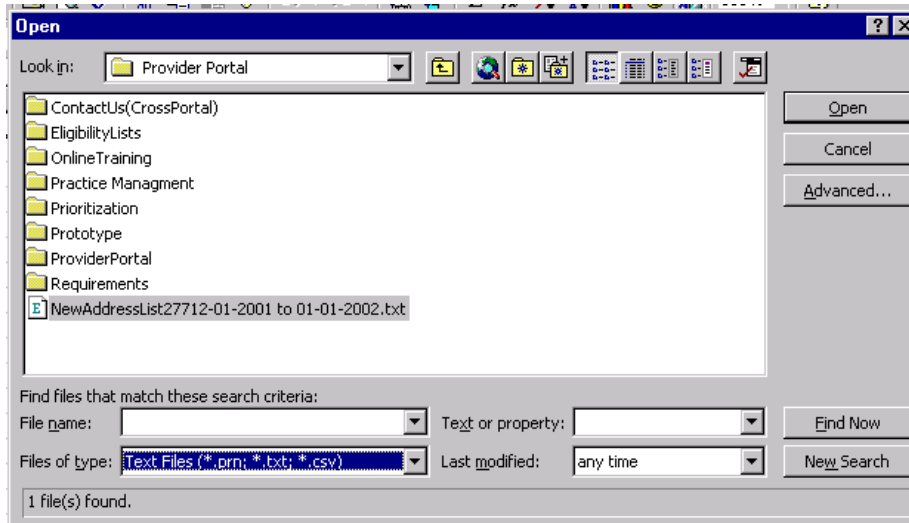 Open
Look in: Provider Portal
ContactUs(CrossPortal)
EligibilityLists
OnlineTraining
Practice Managment
Prioritization
Prototype
ProviderPortal
Requirements
NewAddressList27712-01-2001 to 01-01-2002.txt
Open
Cancel
Advanced...
Find files that match these search criteria:
File name: Text or property: Find Now
Files of type: Text Files (*.prn; *.txt; *.csv) Last modified: any time New Search
1 file(s) found.